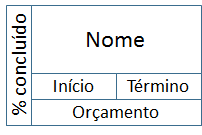 % concluído
Nome
Início
Término
Orçamento